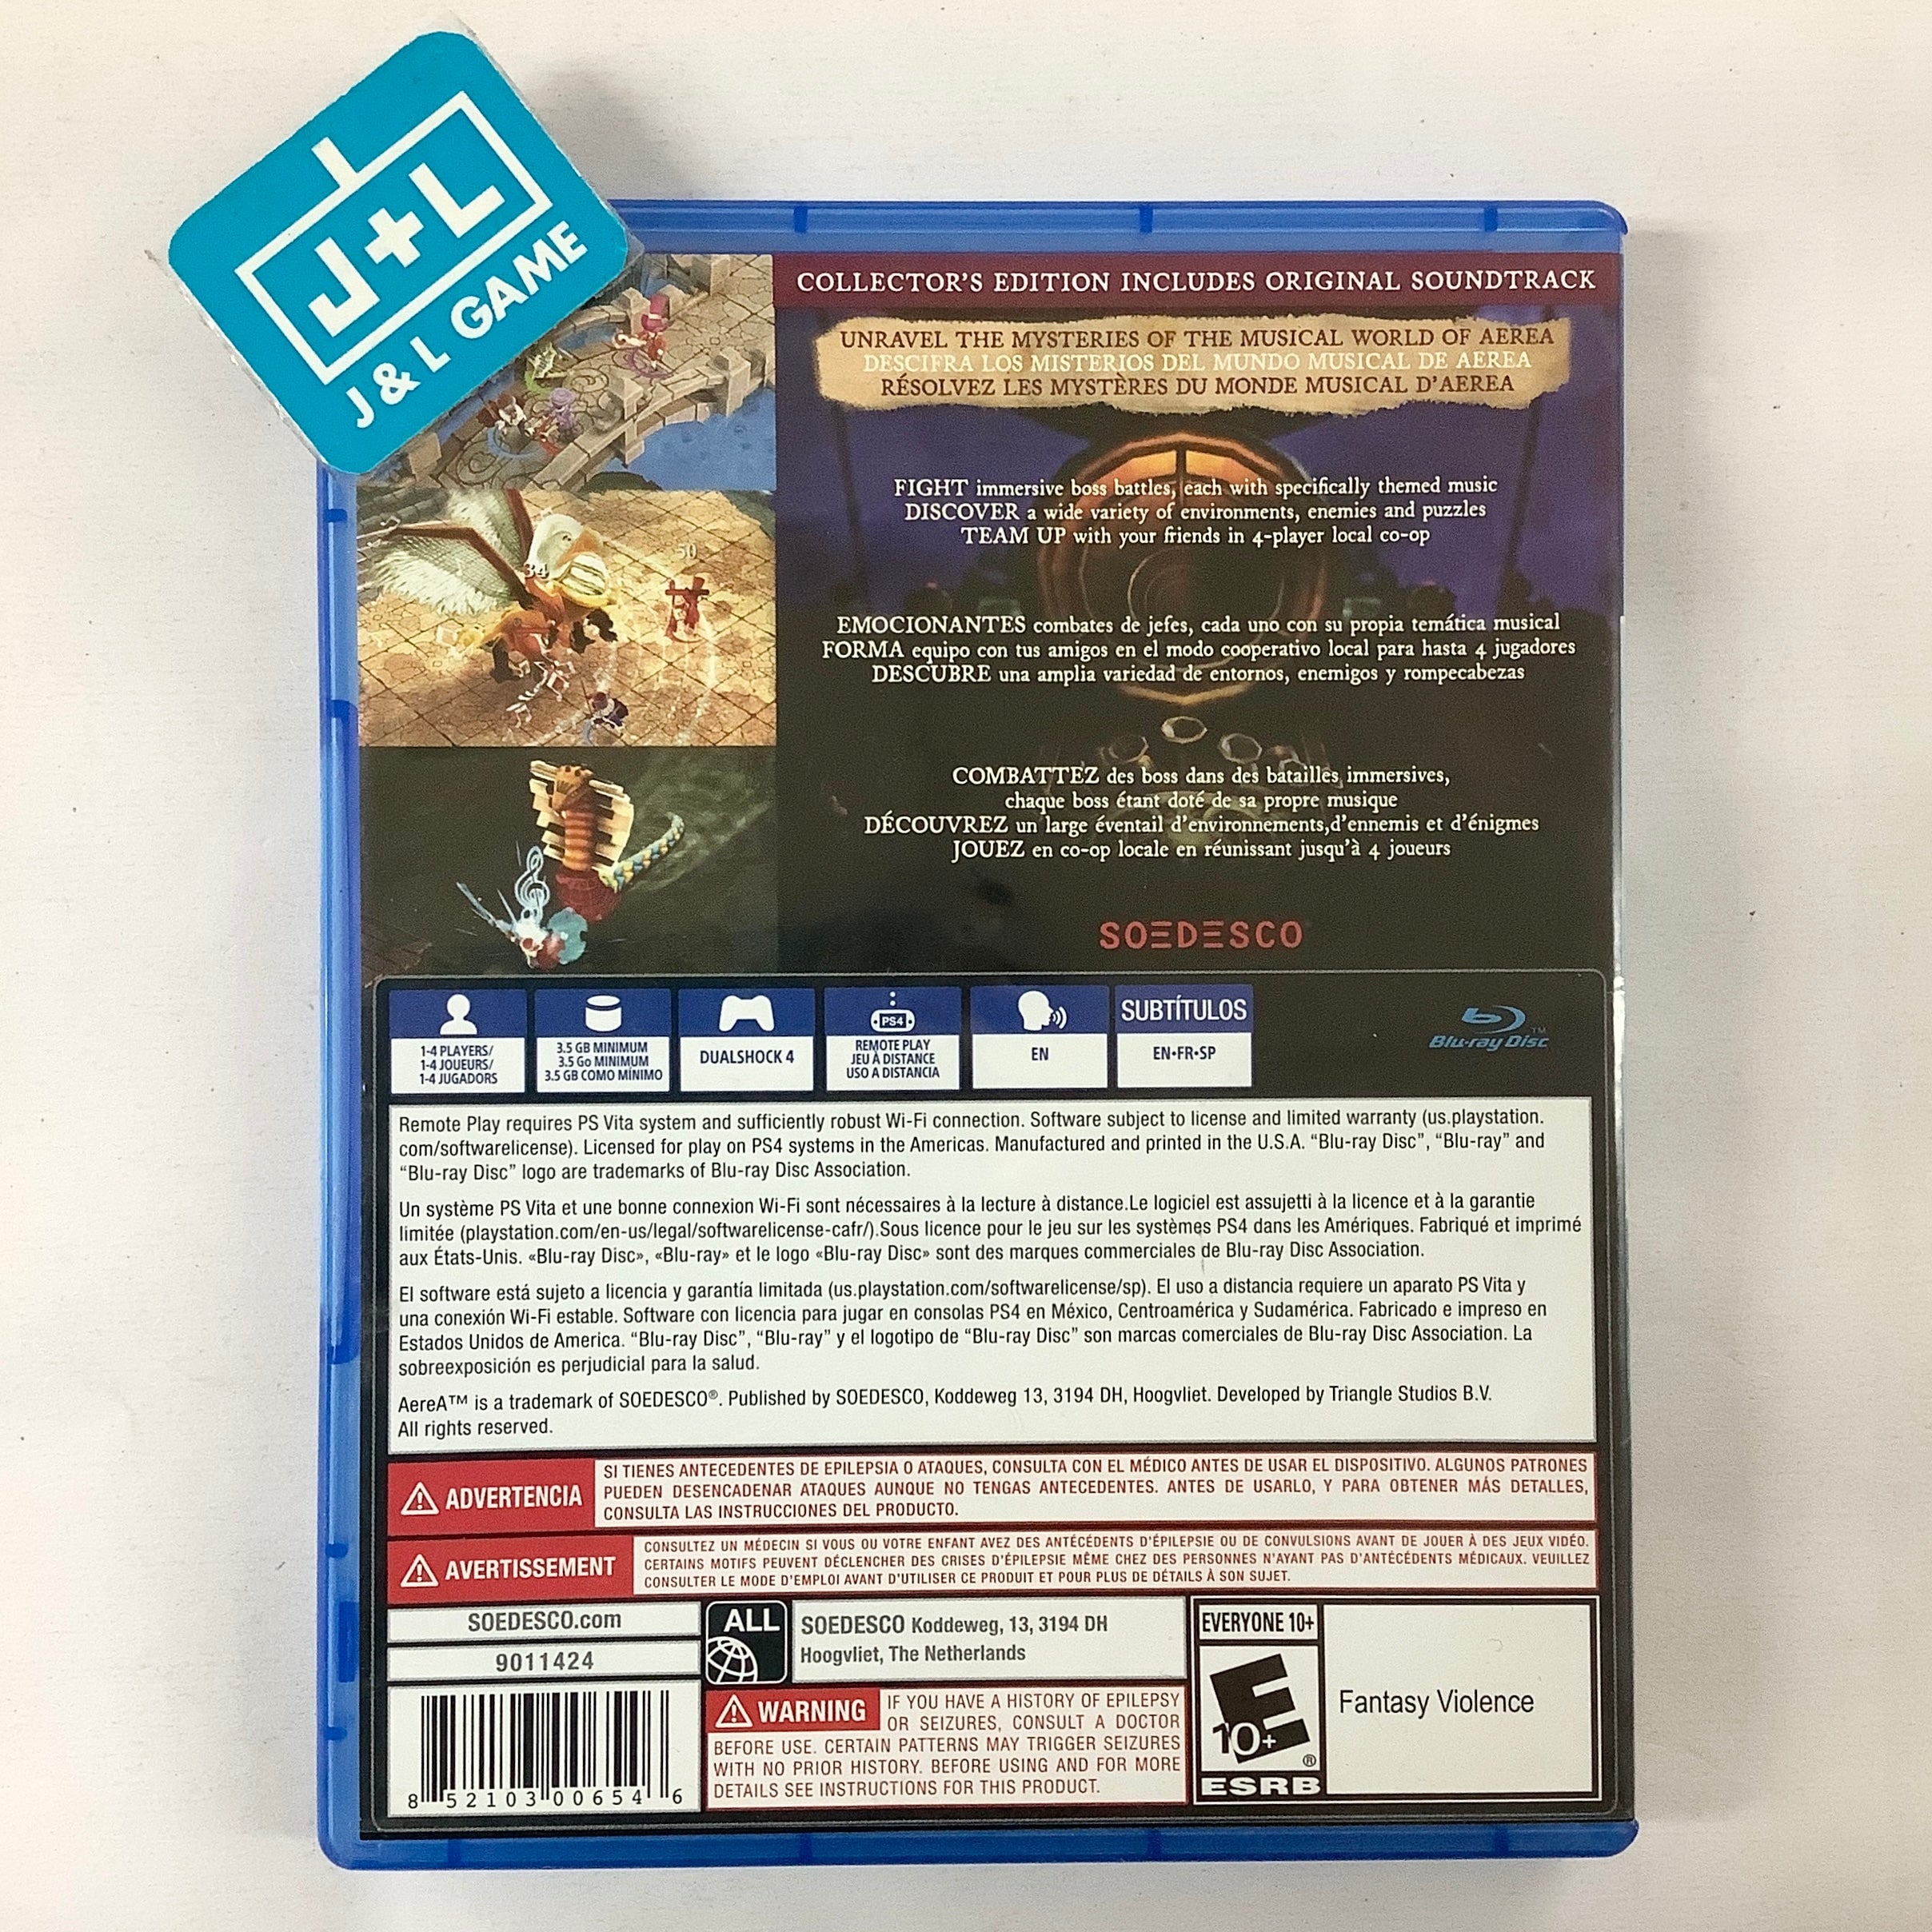 J+L
J & L GAME
COLLECTOR'S EDITION INCLUDES ORIGINAL SOUNDTRACK
UNRAVEL THE MYSTERIES OF THE MUSICAL WORLD OF AEREA
DESCIFRA LOS MISTERIOS DEL MUNDO MUSICAL DE AEREA
RÉSOLVEZ LES MYSTÈRES DU MONDE MUSICAL D'AEREA
FIGHT immersive boss battles, each with specifically themed music
DISCOVER a wide variety of environments, enemies and puzzles
TEAM UP with your friends in 4-player local co-op
50
34
EMOCIONANTES combates de jefes, cada uno con su propia temática musical
FORMA equipo con tus amigos en el modo cooperativo local para hasta 4 jugadores
DESCUBRE una amplia variedad de entornos, enemigos y rompecabezas
COMBATTEZ des boss dans des batailles immersives,
chaque boss étant doté de sa propre musique
DÉCOUVREZ un large éventail d'environnements,d'ennemis et d'énigmes
JOUEZ en co-op locale en réunissant jusqu'à 4 joueurs
SOEDESCO
1-4 PLAYERS/
1-4 JOUEURS/
1-4 JUGADORS
3.5 GB MINIMUM
3.5 Go MINIMUM
3.5 GB COMO MÍNIMO
DUALSHOCK 4
PS4
REMOTE PLAY
JEU À DISTANCE
USO A DISTANCIA
EN
SUBTÍTULOS
EN•FR•SP
Blu-ray Disc™
Remote Play requires PS Vita system and sufficiently robust Wi-Fi connection. Software subject to license and limited warranty (us.playstation.
com/softwarelicense). Licensed for play on PS4 systems in the Americas. Manufactured and printed in the U.S.A. “Blu-ray Disc”, “Blu-ray” and
“Blu-ray Disc” logo are trademarks of Blu-ray Disc Association.
Un système PS Vita et une bonne connexion Wi-Fi sont nécessaires à la lecture à distance.Le logiciel est assujetti à la licence et à la garantie
limitée (playstation.com/en-us/legal/softwarelicense-cafr/).Sous licence pour le jeu sur les systèmes PS4 dans les Amériques. Fabriqué et imprimé
aux États-Unis. «Blu-ray Disc», «Blu-ray» et le logo «Blu-ray Disc» sont des marques commerciales de Blu-ray Disc Association.
El software está sujeto a licencia y garantía limitada (us.playstation.com/softwarelicense/sp). El uso a distancia requiere un aparato PS Vita y
una conexión Wi-Fi estable. Software con licencia para jugar en consolas PS4 en México, Centroamérica y Sudamérica. Fabricado e impreso en
Estados Unidos de America. “Blu-ray Disc”, “Blu-ray” y el logotipo de “Blu-ray Disc” son marcas comerciales de Blu-ray Disc Association. La
sobreexposición es perjudicial para la salud.
AereA™ is a trademark of SOEDESCO®. Published by SOEDESCO, Koddeweg 13, 3194 DH, Hoogvliet. Developed by Triangle Studios B.V.
All rights reserved.
ADVERTENCIA
SI TIENES ANTECEDENTES DE EPILEPSIA O ATAQUES, CONSULTA CON EL MÉDICO ANTES DE USAR EL DISPOSITIVO. ALGUNOS PATRONES
PUEDEN DESENCADENAR ATAQUES AUNQUE NO TENGAS ANTECEDENTES. ANTES DE USARLO, Y PARA OBTENER MÁS DETALLES,
CONSULTA LAS INSTRUCCIONES DEL PRODUCTO.
AVERTISSEMENT
CONSULTEZ UN MÉDECIN SI VOUS OU VOTRE ENFANT AVEZ DES ANTÉCÉDENTS D'ÉPILEPSIE OU DE CONVULSIONS AVANT DE JOUER À DES JEUX VIDÉO.
CERTAINS MOTIFS PEUVENT DÉCLENCHER DES CRISES D'ÉPILEPSIE MÊME CHEZ DES PERSONNES N'AYANT PAS D'ANTÉCÉDENTS MÉDICAUX. VEUILLEZ
CONSULTER LE MODE D'EMPLOI AVANT D'UTILISER CE PRODUIT ET POUR PLUS DE DÉTAILS À SON SUJET.
SOEDESCO.com
9011424
8 52103 00654 6
ALL
SOEDESCO Koddeweg, 13, 3194 DH
Hoogvliet, The Netherlands
WARNING
IF YOU HAVE A HISTORY OF EPILEPSY
OR SEIZURES, CONSULT A DOCTOR
BEFORE USE. CERTAIN PATTERNS MAY TRIGGER SEIZURES
WITH NO PRIOR HISTORY. BEFORE USING AND FOR MORE
DETAILS SEE INSTRUCTIONS FOR THIS PRODUCT.
EVERYONE 10+
E
10+
®
ESRB
Fantasy Violence